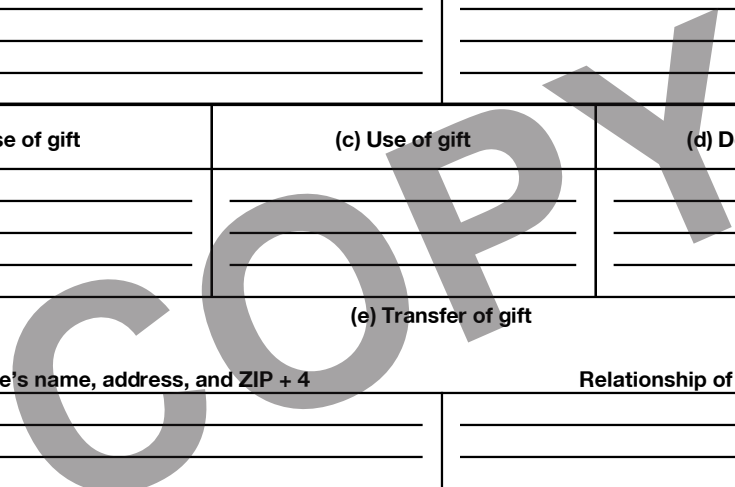 se of gift
(c) Use of gift
(d) D
(e) Transfer of gift
e’s name, address, and ZIP + 4
Relationship of
COPY